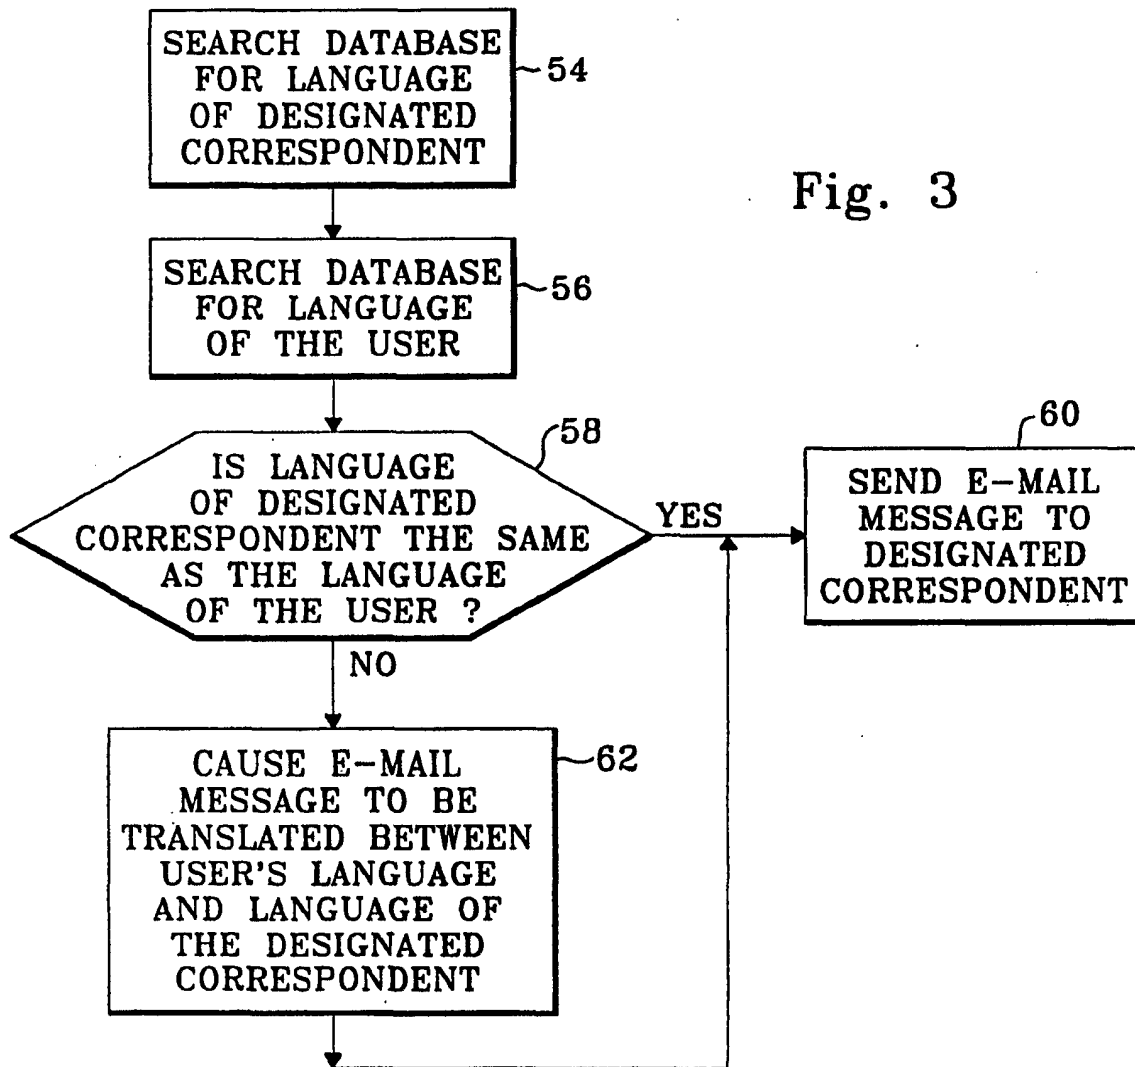 SEARCH DATABASE
FOR LANGUAGE
OF DESIGNATED
CORRESPONDENT
54
Fig. 3
SEARCH DATABASE
FOR LANGUAGE
OF THE USER
56
IS LANGUAGE
OF DESIGNATED
CORRESPONDENT THE SAME
AS THE LANGUAGE
OF THE USER ?
58
YES
60
SEND E-MAIL
MESSAGE TO
DESIGNATED
CORRESPONDENT
NO
CAUSE E-MAIL
MESSAGE TO BE
TRANSLATED BETWEEN
USER'S LANGUAGE
AND LANGUAGE OF
THE DESIGNATED
CORRESPONDENT
62